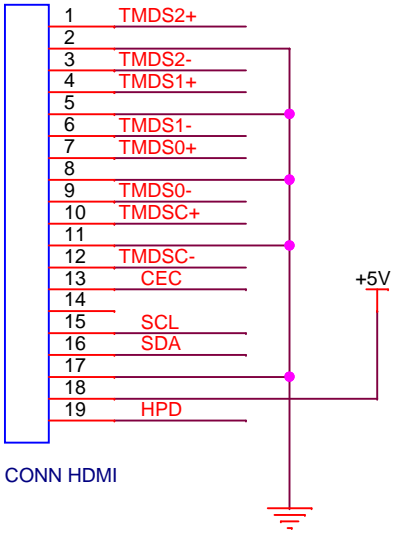 1 TMDS2+
2
3 TMDS2-
4 TMDS1+
5
6 TMDS1-
7 TMDS0+
8
9 TMDS0-
10 TMDSC+
11
12 TMDSC-
13 CEC
+5V
14
15 SCL
16 SDA
17
18
19 HPD
CONN HDMI